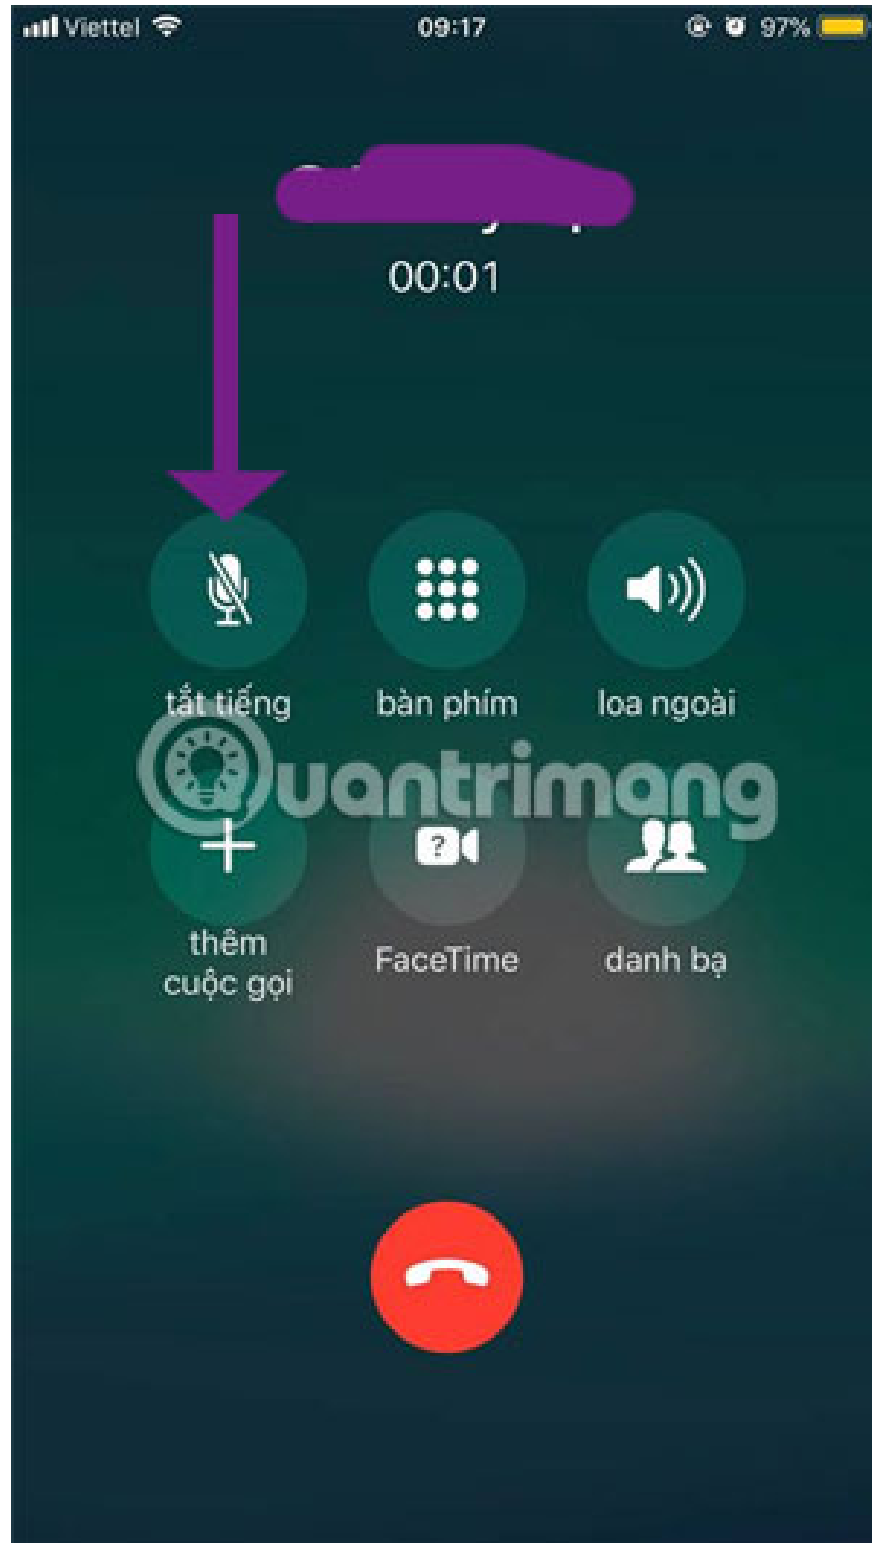 Viettel 09:17 97%
00:01
tắt tiếng bàn phím loa ngoài
Quantrimang
?
thêm
cuộc gọi FaceTime danh bạ